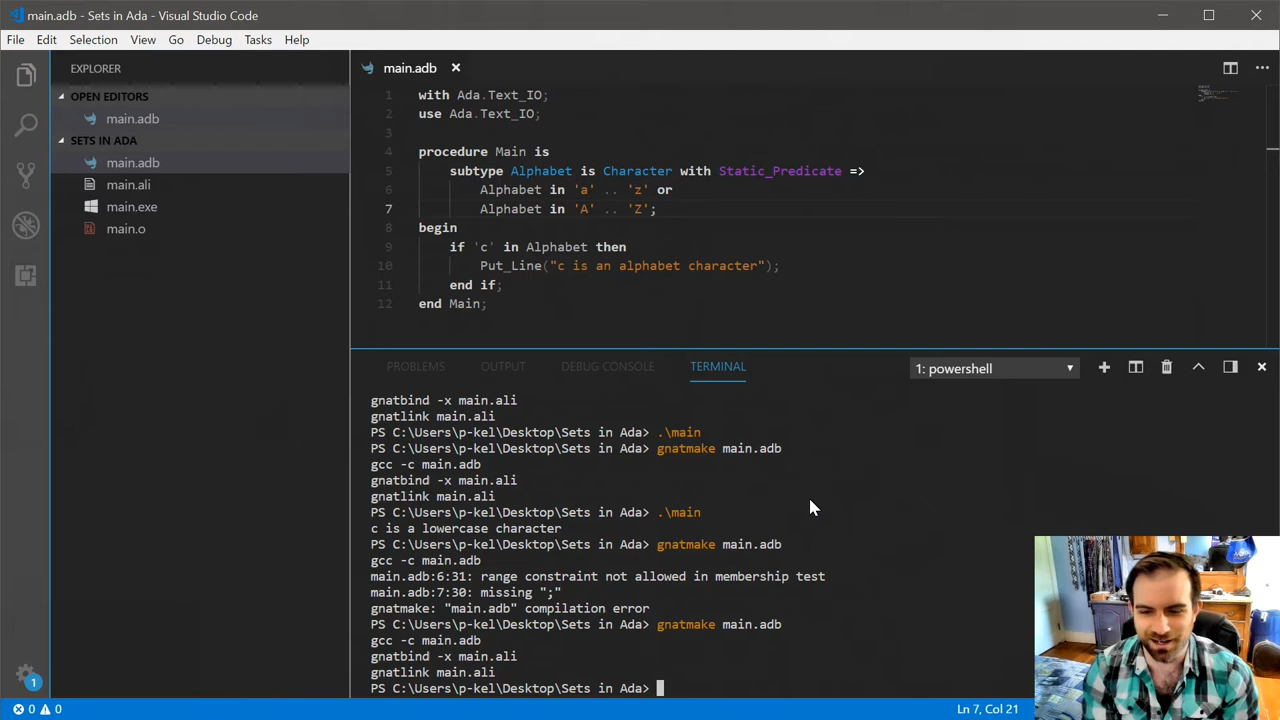 main.adb - Sets in Ada - Visual Studio Code
File Edit Selection View Go Debug Tasks Help
EXPLORER
OPEN EDITORS
main.adb
SETS IN ADA
main.adb
main.ali
main.exe
main.o
1
main.adb
1 with Ada.Text_IO;
2 use Ada.Text_IO;
3
4 procedure Main is
5 subtype Alphabet is Character with Static_Predicate =>
6 Alphabet in 'a' .. 'z' or
7 Alphabet in 'A' .. 'Z';
8 begin
9 if 'c' in Alphabet then
10 Put_Line("c is an alphabet character");
11 end if;
12 end Main;
PROBLEMS OUTPUT DEBUG CONSOLE TERMINAL 1: powershell
gnatbind -x main.ali
gnatlink main.ali
PS C:\Users\p-kel\Desktop\Sets in Ada> .\main
PS C:\Users\p-kel\Desktop\Sets in Ada> gnatmake main.adb
gcc -c main.adb
gnatbind -x main.ali
gnatlink main.ali
PS C:\Users\p-kel\Desktop\Sets in Ada> .\main
c is a lowercase character
PS C:\Users\p-kel\Desktop\Sets in Ada> gnatmake main.adb
gcc -c main.adb
main.adb:6:31: range constraint not allowed in membership test
main.adb:7:30: missing ";"
gnatmake: "main.adb" compilation error
PS C:\Users\p-kel\Desktop\Sets in Ada> gnatmake main.adb
gcc -c main.adb
gnatbind -x main.ali
gnatlink main.ali
PS C:\Users\p-kel\Desktop\Sets in Ada>
0 0 Ln 7, Col 21